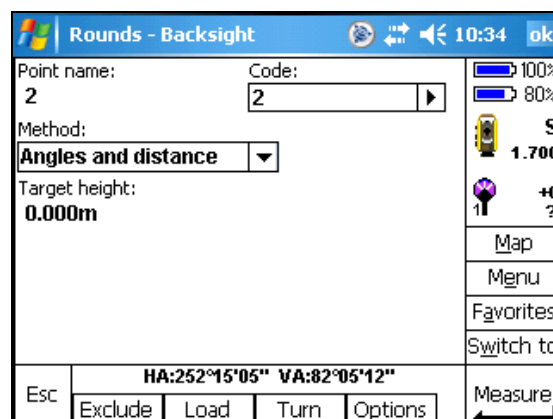 Rounds - Backsight 10:34 ok
Point name: Code:
2 2
100%
80%
Method:
Angles and distance
S
1.700
Target height:
0.000m
+0
1 ?
Map
Menu
Favorites
Switch to
HA:252°15'05" VA:82°05'12"
Esc Exclude Load Turn Options Measure